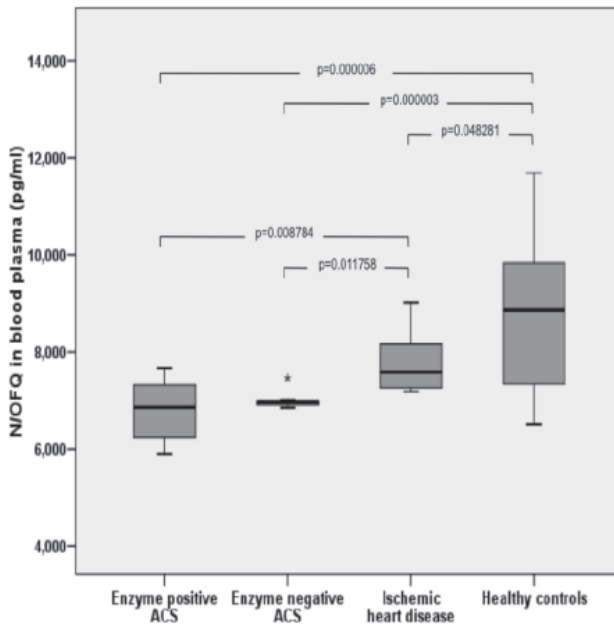 14,000
p=0.000006
p=0.000003
p=0.048281
12,000
p=0.008784
10,000
p=0.011758
8,000
*
6,000
4,000
N/OFQ in blood plasma (pg/ml)
Enzyme positive
ACS
Enzyme negative
ACS
Ischemic
heart disease
Healthy controls